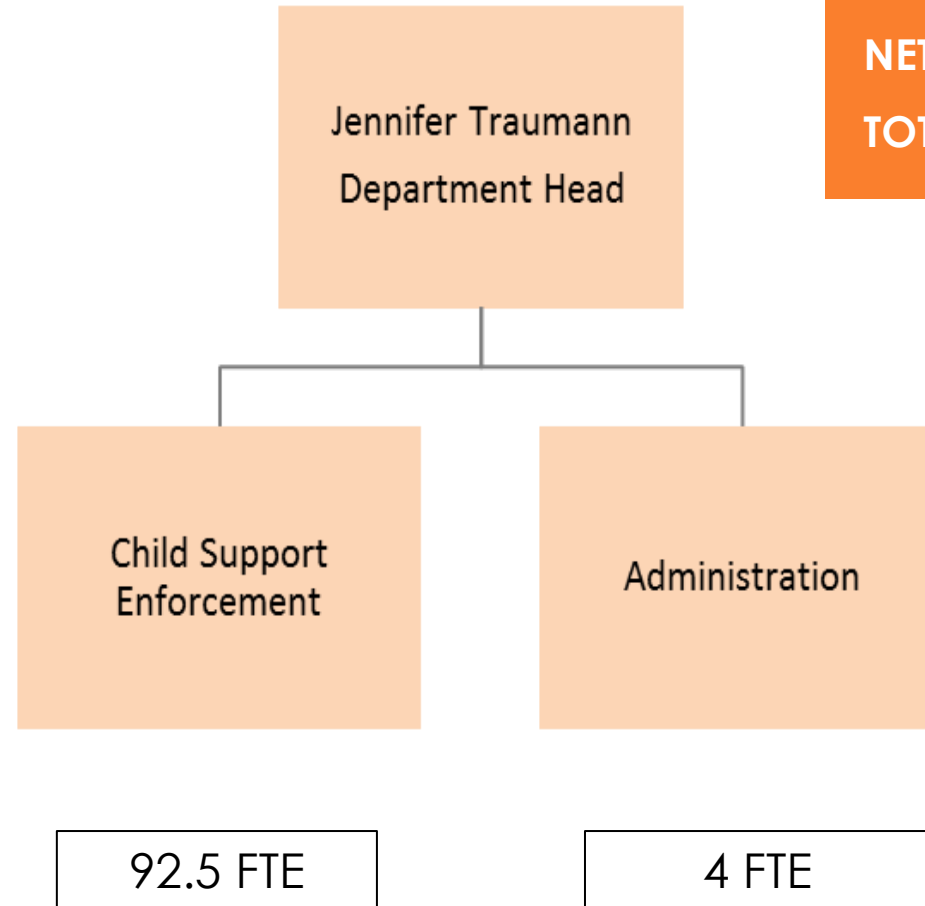 Jennifer Traumann
Department Head
Child Support
Enforcement
Administration
92.5 FTE
4 FTE